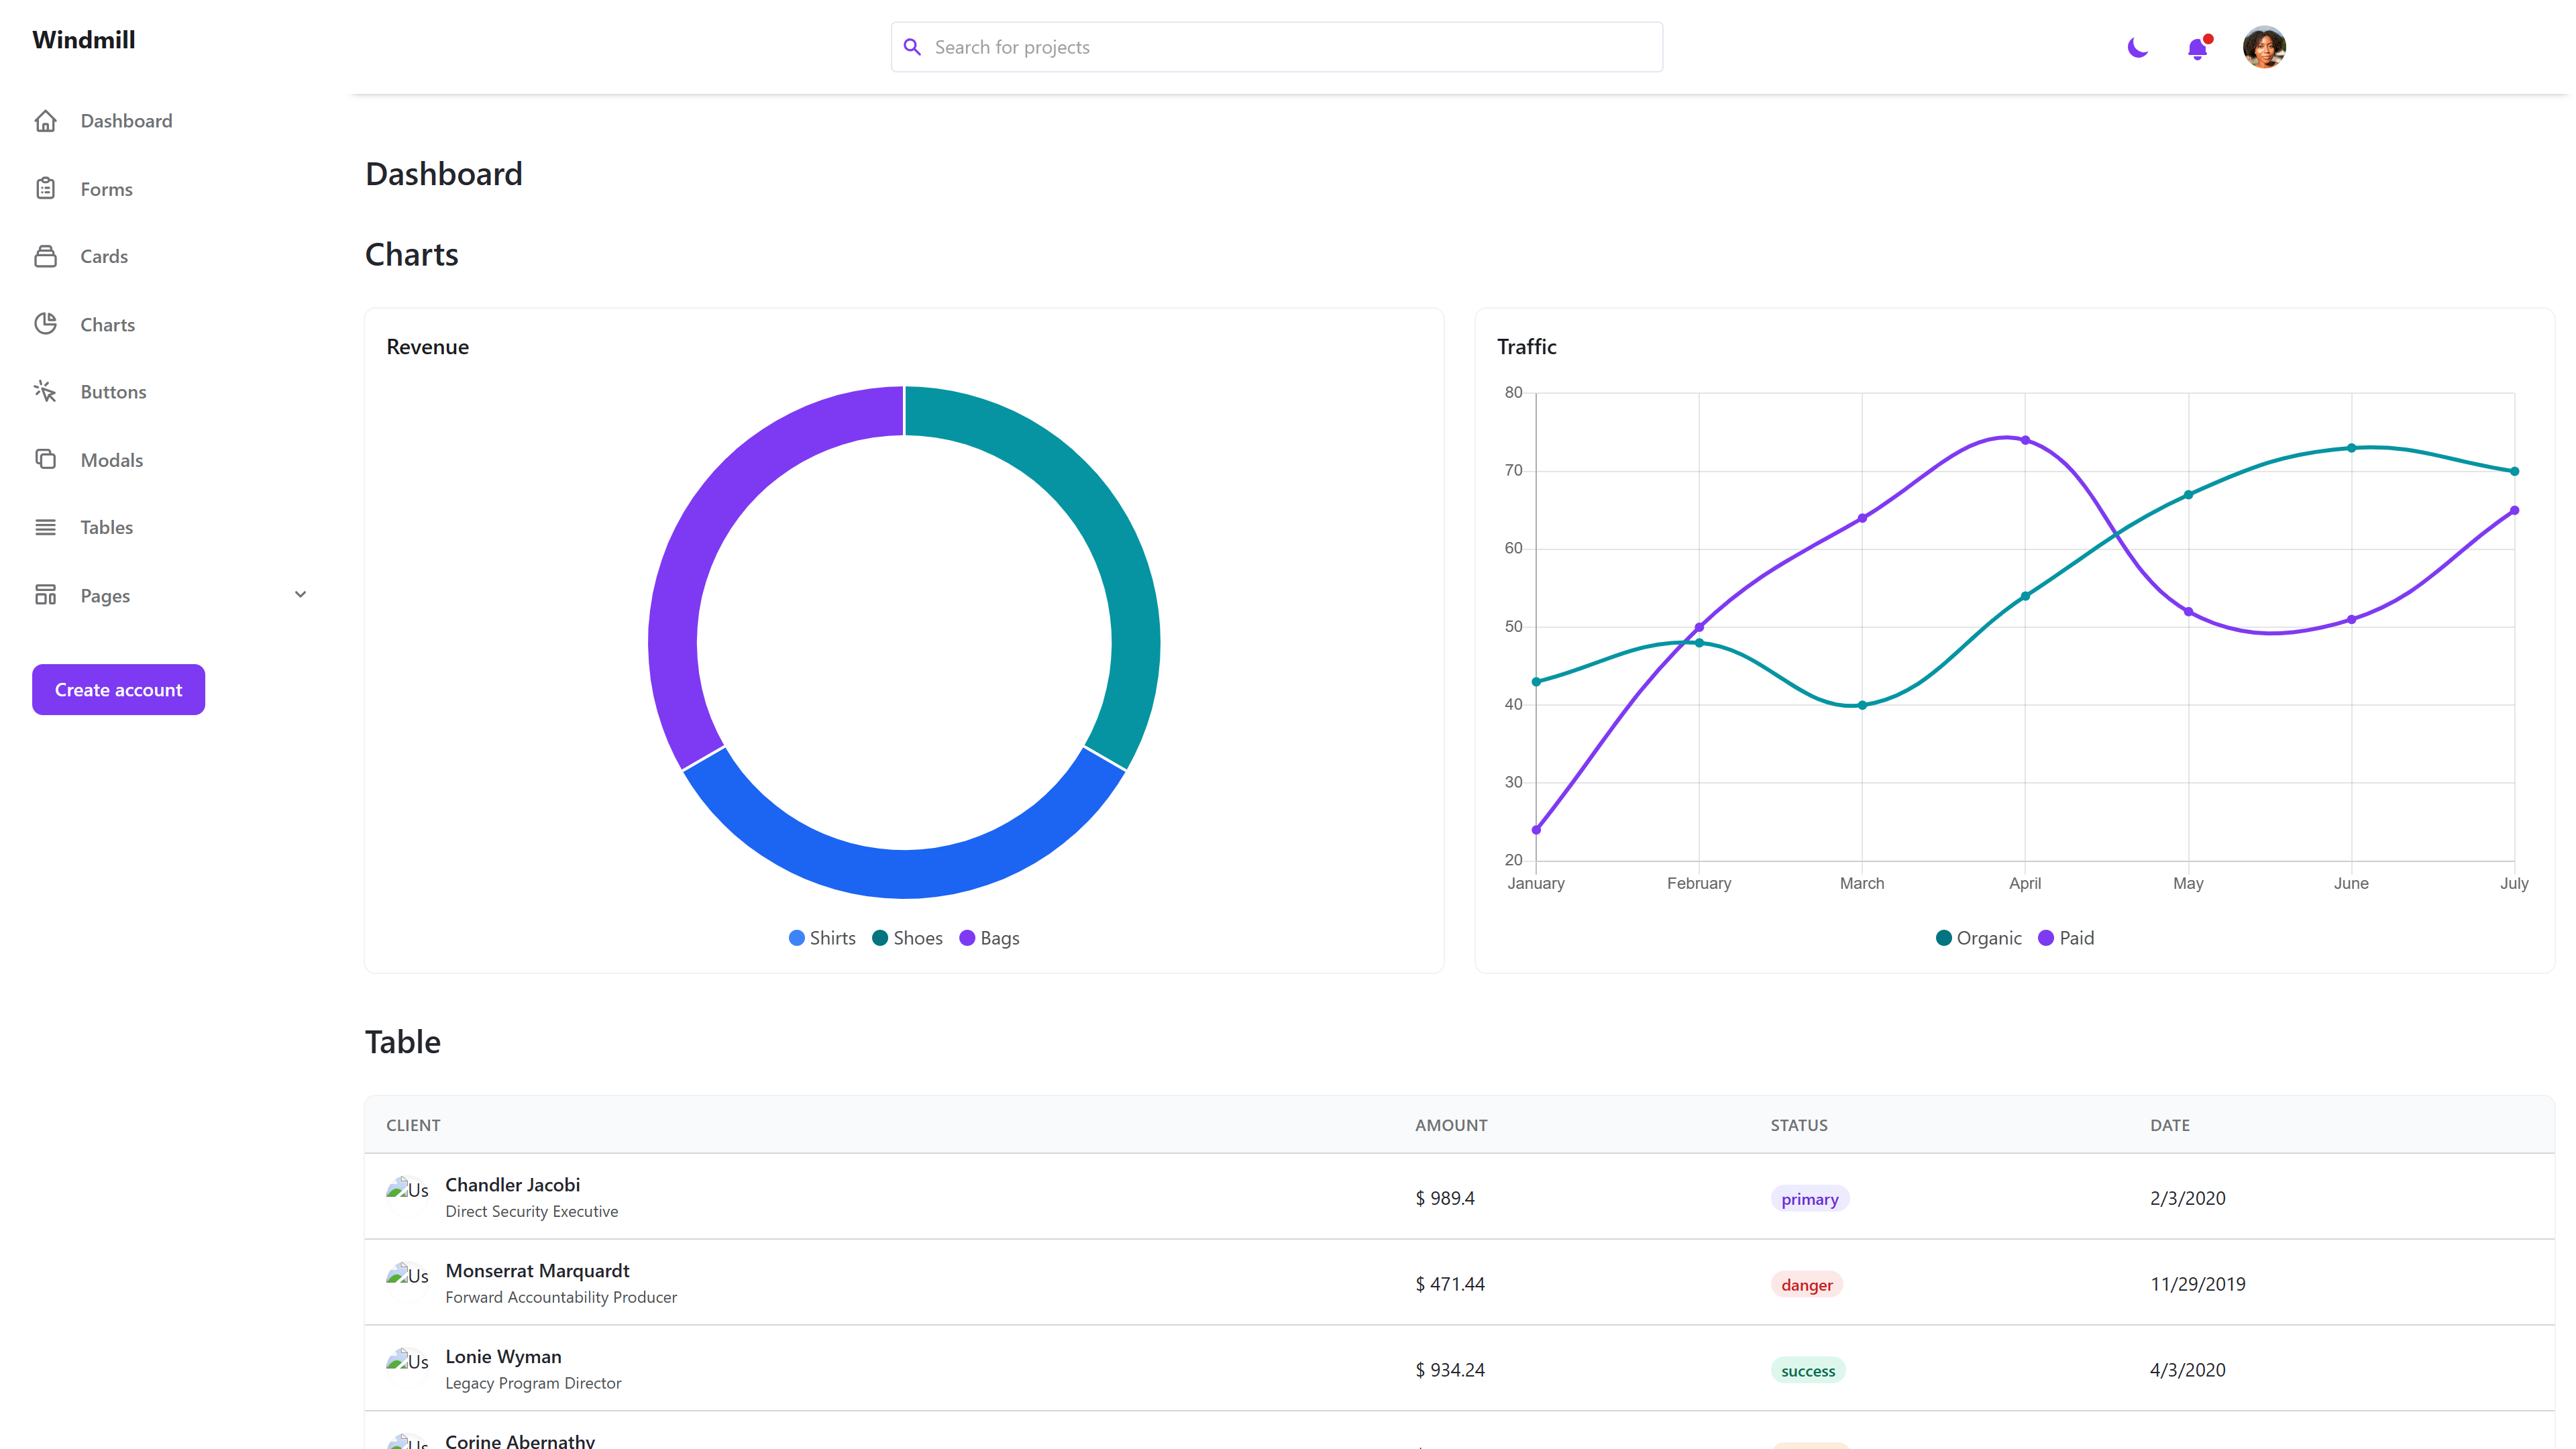 Windmill
Search for projects
Dashboard
Forms
Cards
Charts
Buttons
Modals
Tables
Pages
Create account
Dashboard
Charts
Revenue
Shirts Shoes Bags
Traffic
80
70
60
50
40
30
20
January February March April May June July
Organic Paid
Table
CLIENT AMOUNT STATUS DATE
Us Chandler Jacobi
Direct Security Executive
$ 989.4 primary 2/3/2020
Us Monserrat Marquardt
Forward Accountability Producer
$ 471.44 danger 11/29/2019
Us Lonie Wyman
Legacy Program Director
$ 934.24 success 4/3/2020
Us Corine Abernathy